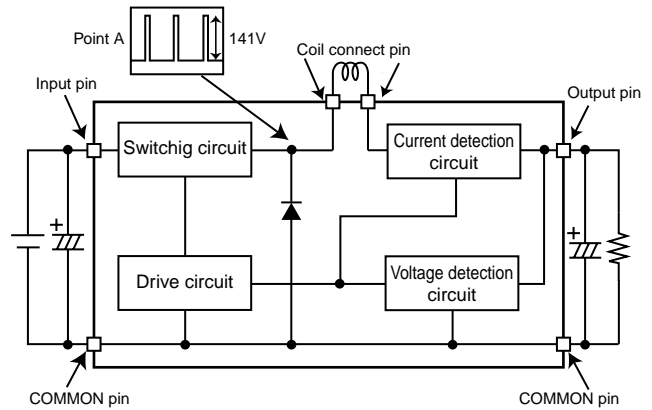 Point A
141V
Coil connect pin
Input pin
Output pin
Switchig circuit
Current detection
circuit
+
+
Drive circuit
Voltage detection
circuit
COMMON pin
COMMON pin